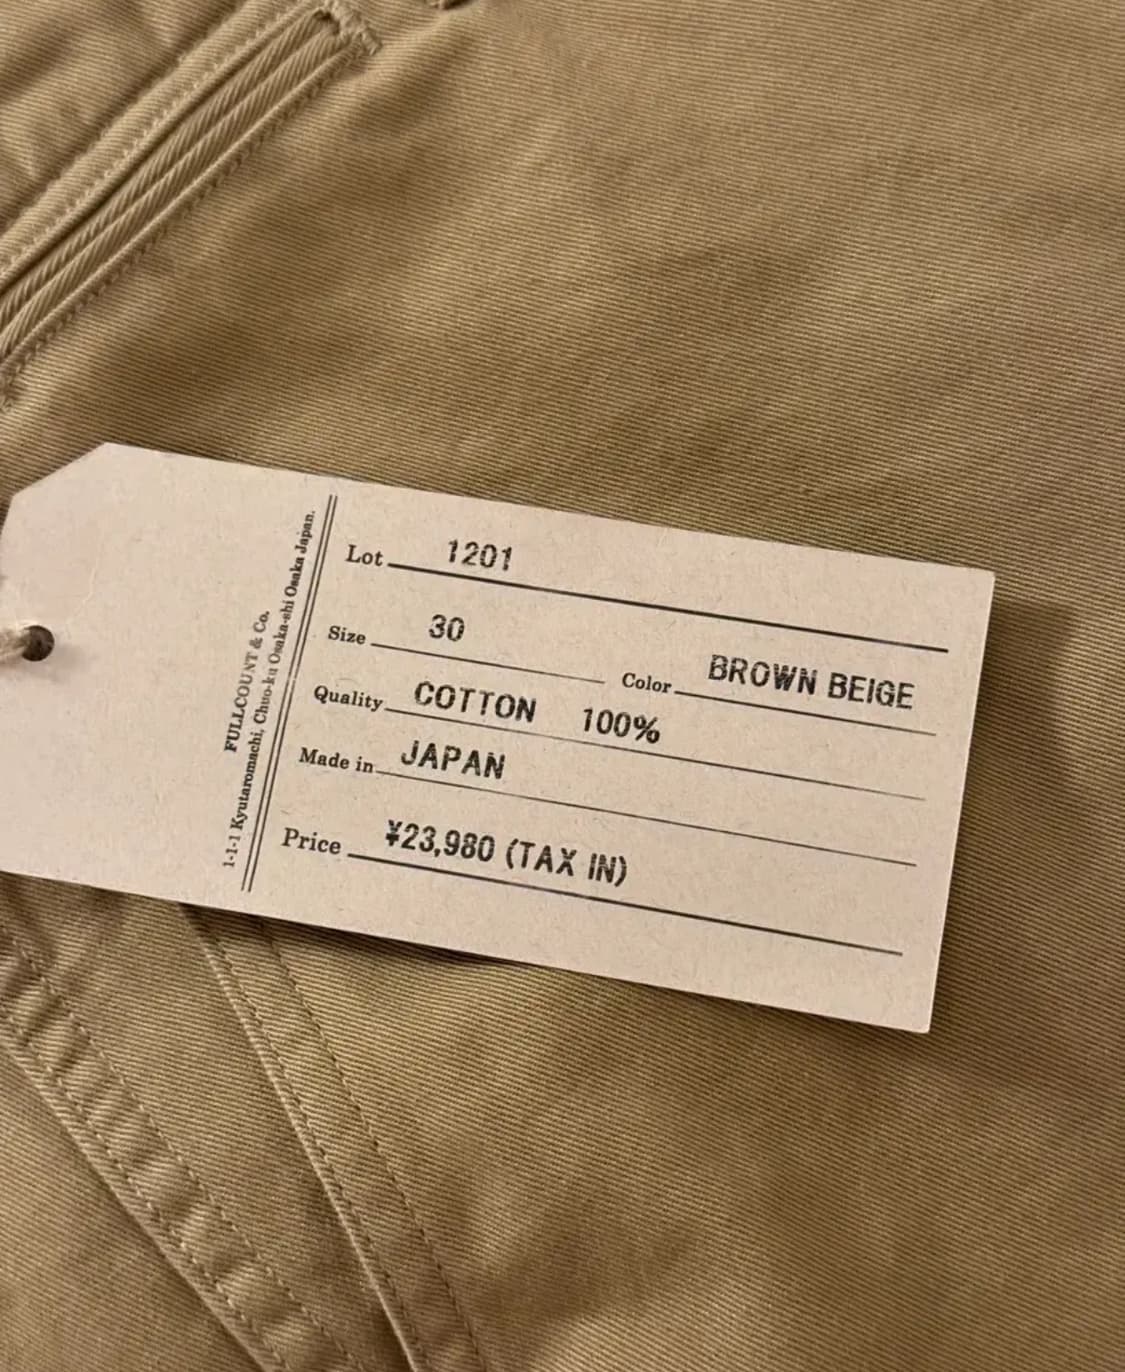 FULLCOUNT & Co.
1-1-1 Kyutaromachi, Chuo-ku Osaka-shi Osaka Japan.
Lot 1201
Size 30 Color BROWN BEIGE
Quality COTTON 100%
Made in JAPAN
Price ¥23,980 (TAX IN)